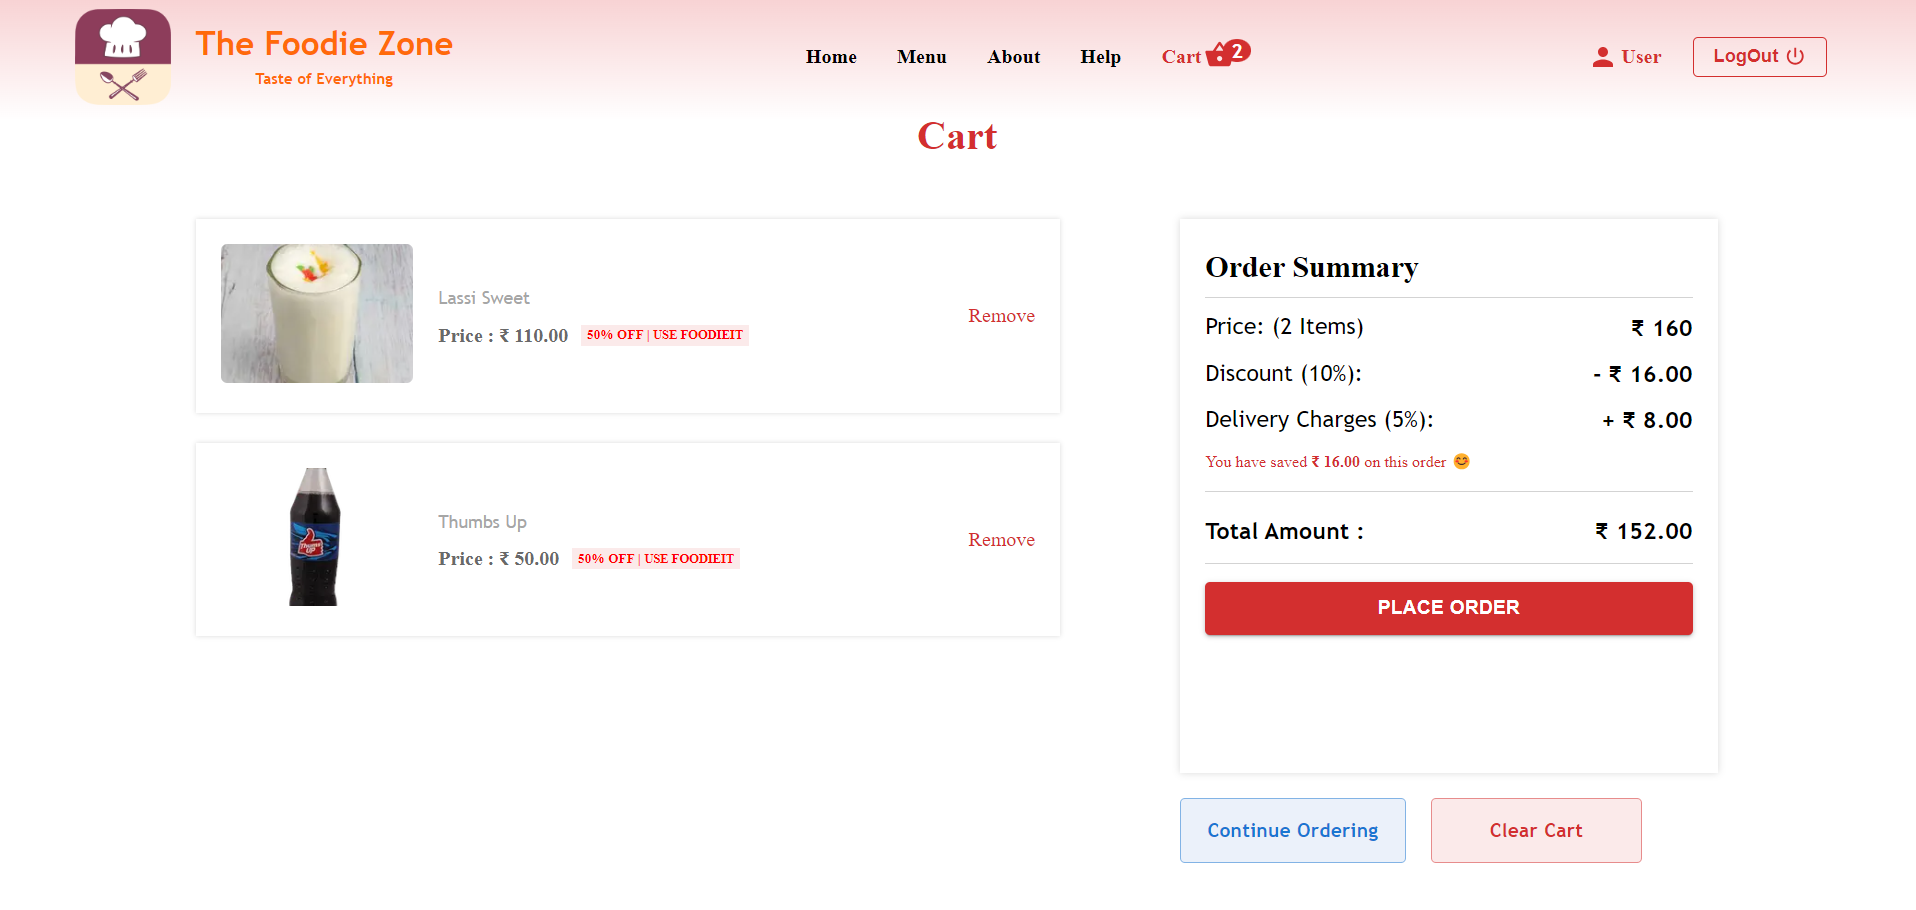 The Foodie Zone
Taste of Everything
Home Menu About Help Cart 2
User
LogOut
Cart
Lassi Sweet
Price : ₹ 110.00 50% OFF | USE FOODIEIT
Remove
Thumbs Up
Thums UP
Price : ₹ 50.00 50% OFF | USE FOODIEIT
Remove
Order Summary
Price: (2 Items) ₹ 160
Discount (10%): - ₹ 16.00
Delivery Charges (5%): + ₹ 8.00
You have saved ₹ 16.00 on this order 😊
Total Amount : ₹ 152.00
PLACE ORDER
Continue Ordering
Clear Cart